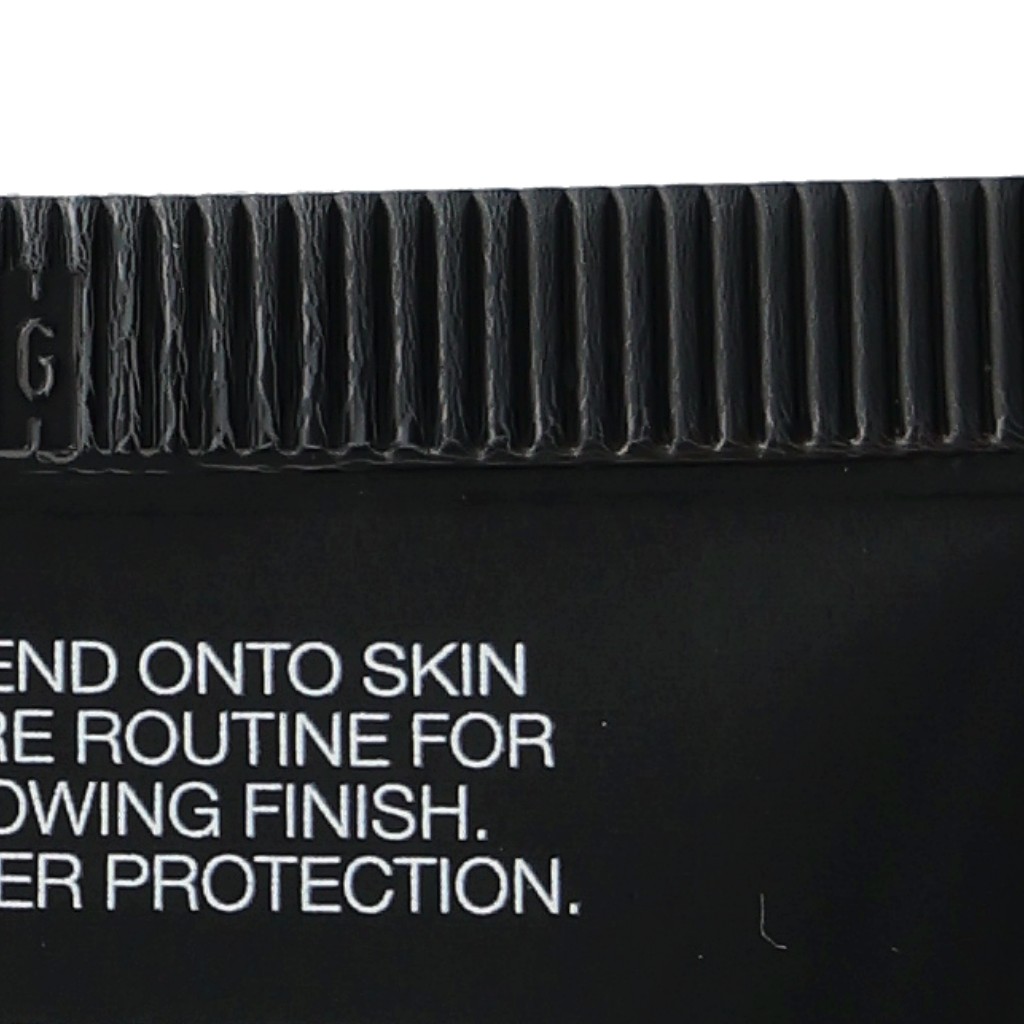 G
END ONTO SKIN
RE ROUTINE FOR
OWING FINISH.
ER PROTECTION.